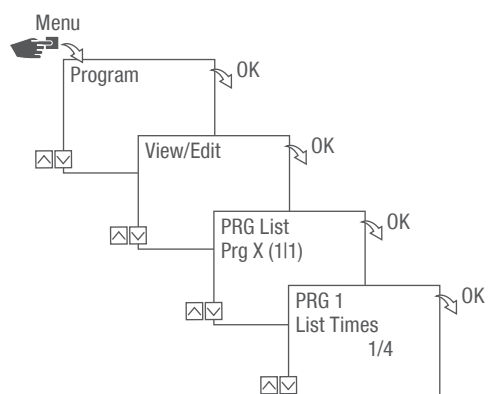 Menu
Program
OK
View/Edit
OK
PRG List
Prg X (1|1)
OK
PRG 1
List Times
1/4
OK